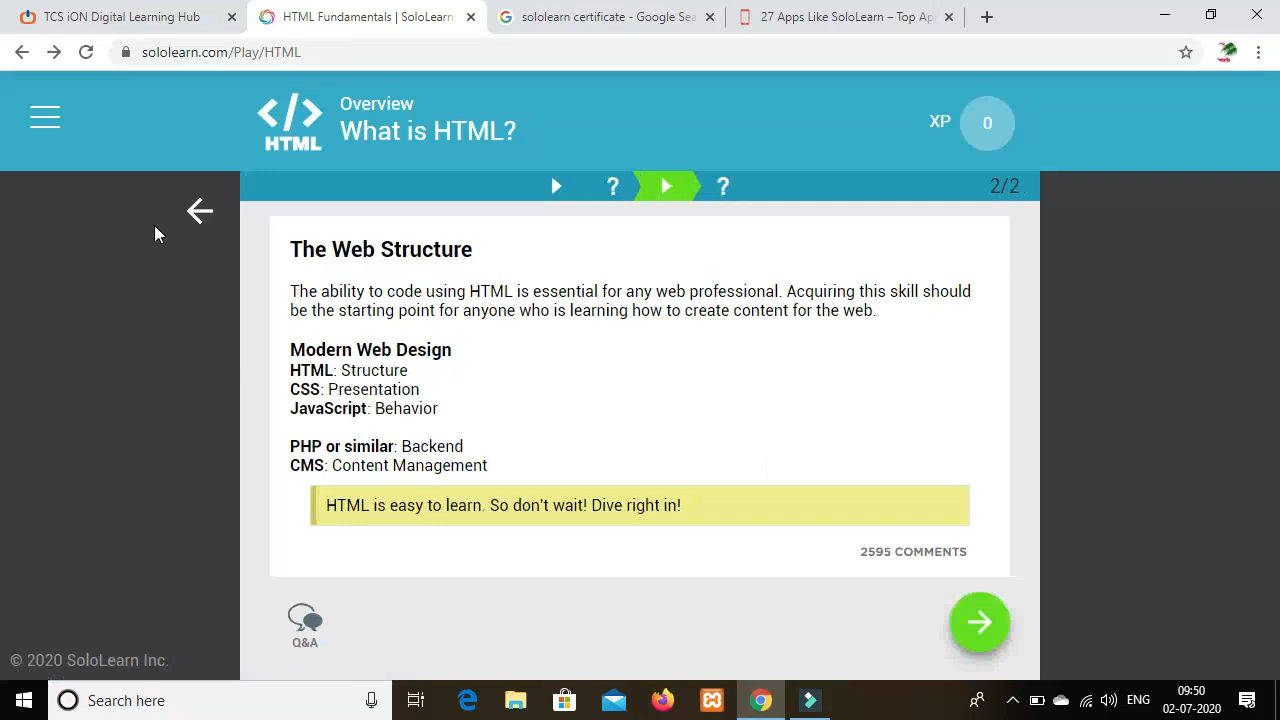 TCS iON Digital Learning Hub
HTML Fundamentals | SoloLearn
sololearn certificate - Google Sea
27 Apps Like SoloLearn – Top Ap
sololearn.com/Play/HTML
HTML
Overview
What is HTML?
XP 0
? ? 2/2
The Web Structure
The ability to code using HTML is essential for any web professional. Acquiring this skill should
be the starting point for anyone who is learning how to create content for the web.
Modern Web Design
HTML: Structure
CSS: Presentation
JavaScript: Behavior
PHP or similar: Backend
CMS: Content Management
HTML is easy to learn. So don't wait! Dive right in!
2595 COMMENTS
Q&A
© 2020 SoloLearn Inc.
Search here
ENG
09:50
02-07-2020